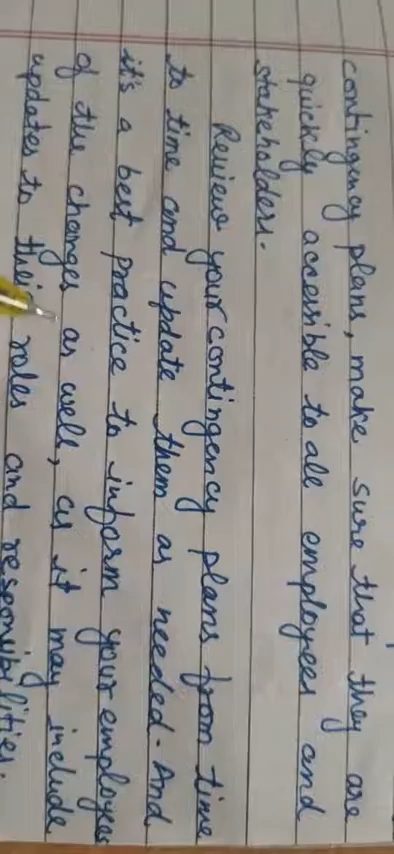 contingency plans, make sure that they are
quickly accessible to all employees and
stakeholders.
Review your contingency plans from time
to time and update them as needed. And
it's a best practice to inform your employees
of the changes as well, as it may include
updates to their roles and responsibilities.